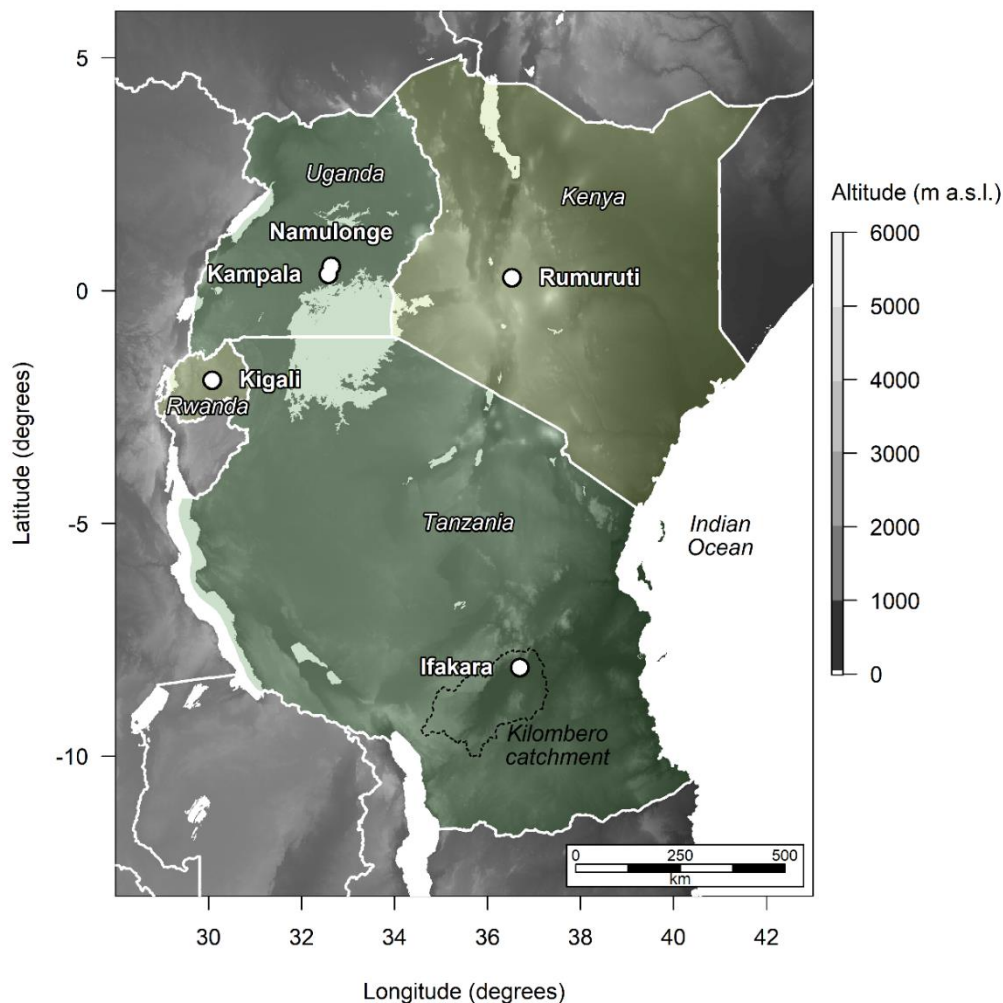 5
0
-5
-10
Latitude (degrees)
30
32
34
36
38
40
42
Longitude (degrees)
Uganda
Kenya
Namulonge
Kampala
Rumuruti
Kigali
Rwanda
Tanzania
Indian
Ocean
Ifakara
Kilombero
catchment
0 250 500
km
Altitude (m a.s.l.)
6000
5000
4000
3000
2000
1000
0